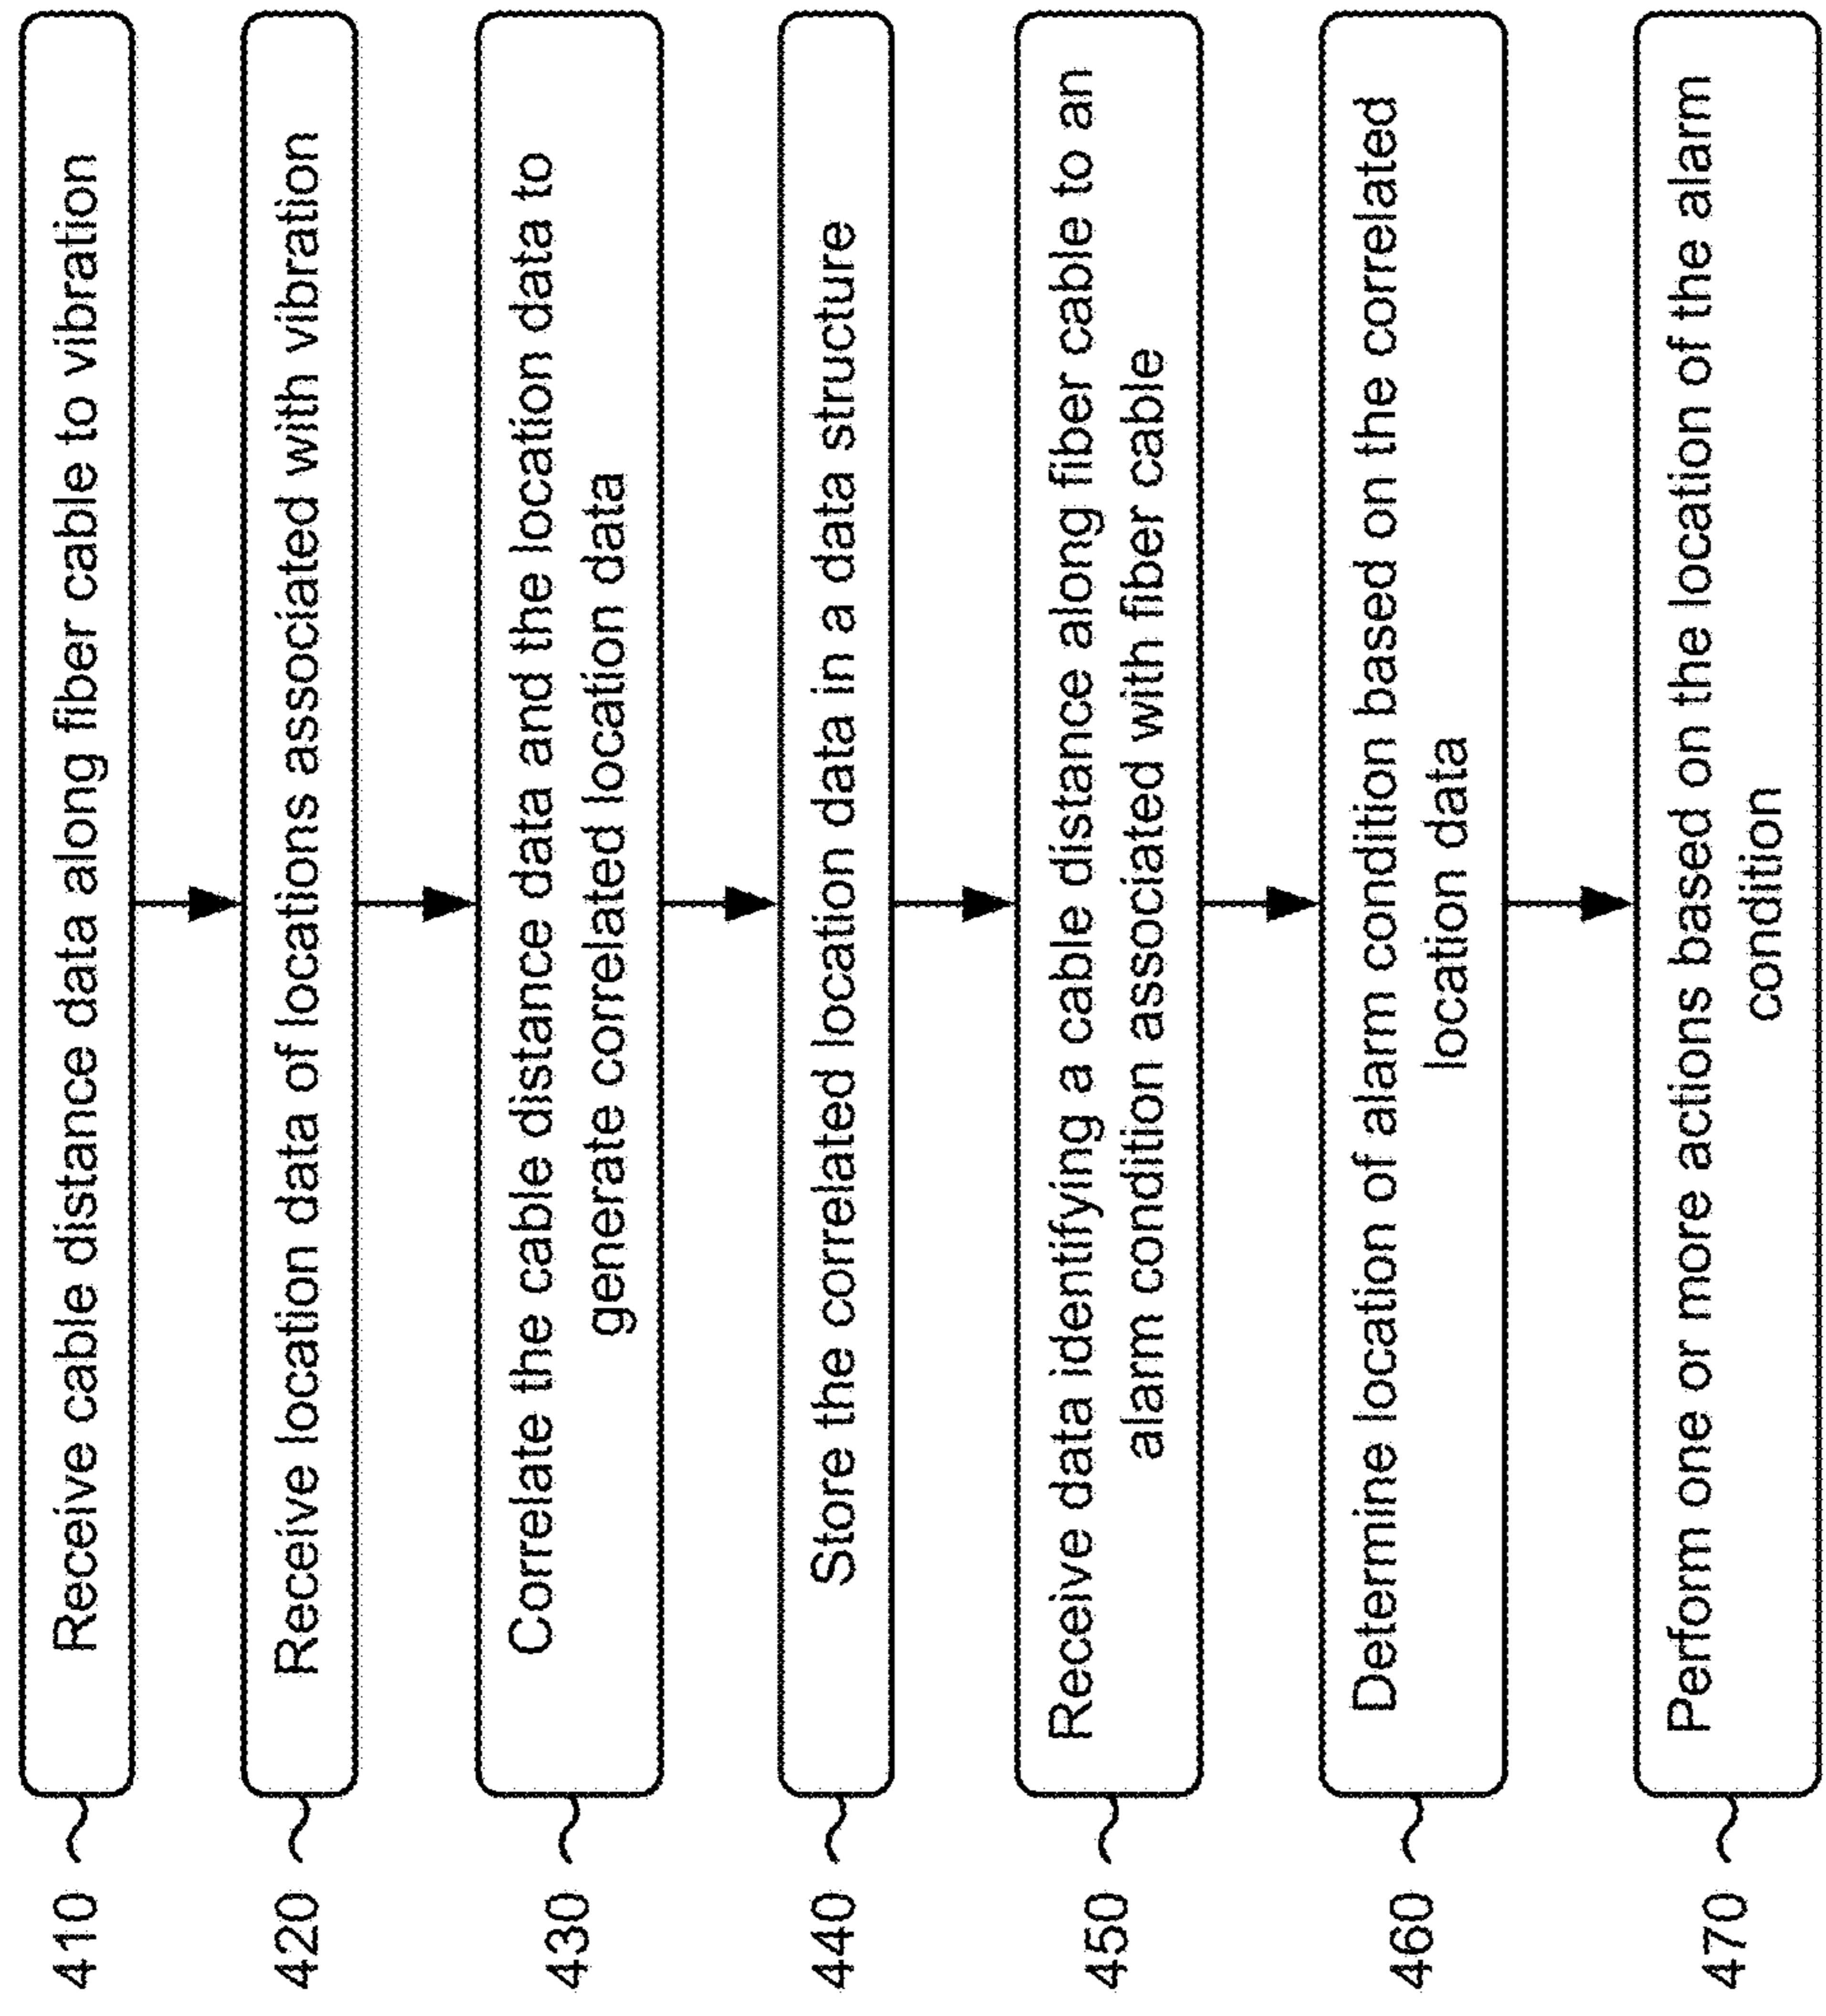 410
Receive cable distance data along fiber cable to vibration
420
Receive location data of locations associated with vibration
430
Correlate the cable distance data and the location data to
generate correlated location data
440
Store the correlated location data in a data structure
450
Receive data identifying a cable distance along fiber cable to an
alarm condition associated with fiber cable
460
Determine location of alarm condition based on the correlated
location data
470
Perform one or more actions based on the location of the alarm
condition